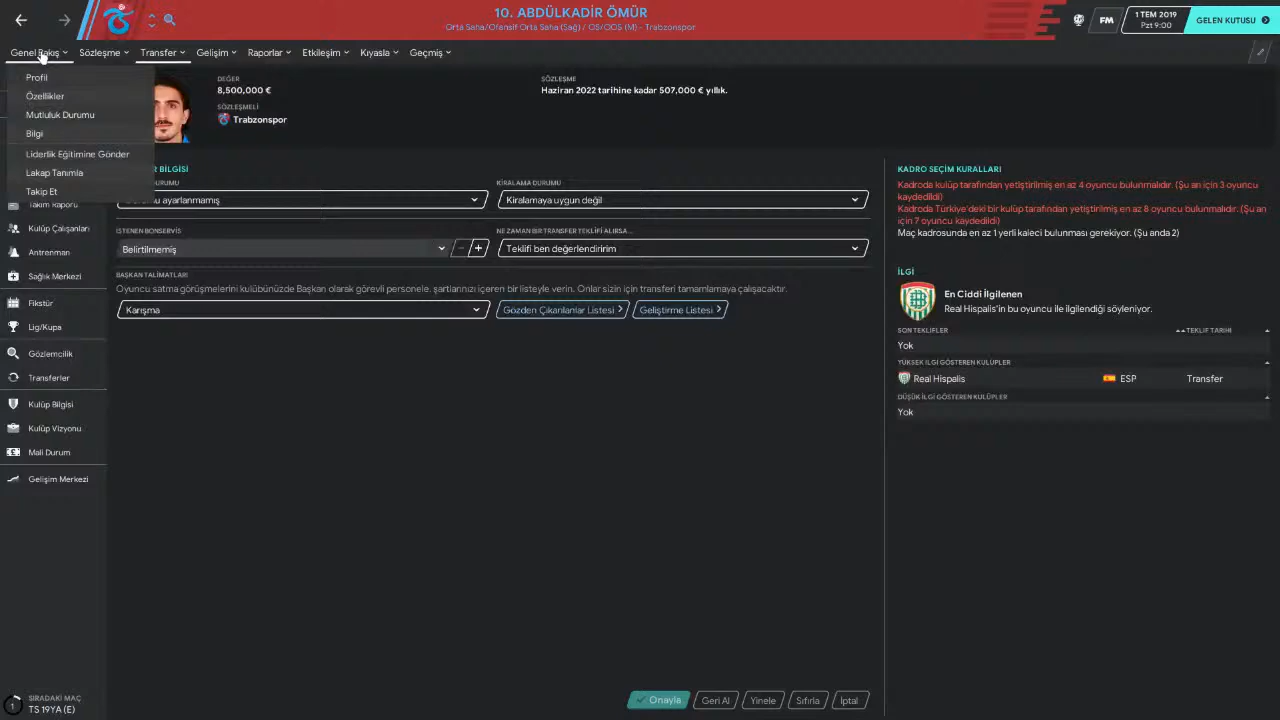 10. ABDÜLKADİR ÖMÜR
Orta Saha/Ofansif Orta Saha (Sağ) / OS/OOS (M) - Trabzonspor
FM
1 TEM 2019
Pzt 9:00
GELEN KUTUSU
Genel Bakış
Sözleşme
Transfer
Gelişim
Raporlar
Etkileşim
Kıyasla
Geçmiş
Profil
Özellikler
Mutluluk Durumu
Bilgi
Liderlik Eğitimine Gönder
Lakap Tanımla
Takip Et
DEĞER
8,500,000 €
SÖZLEŞMELİ
Trabzonspor
SÖZLEŞME
Haziran 2022 tarihine kadar 507,000 € yıllık.
BİLGİSİ
ayarlanmamış
KİRALAMA DURUMU
Kiralamaya uygun değil
İSTENEN BONSERVİS
Belirtilmemiş
NE ZAMAN BİR TRANSFER TEKLİFİ ALIRSA...
Teklifi ben değerlendiririm
BAŞKAN TALİMATLARI
Oyuncu satma görüşmelerini kulübünüzde Başkan olarak görevli personele, şartlarınızı içeren bir listeyle verin. Onlar sizin için transferi tamamlamaya çalışacaktır.
Karışma
Gözden Çıkarılanlar Listesi
Geliştirme Listesi
KADRO SEÇİM KURALLARI
Kadroda kulüp tarafından yetiştirilmiş en az 4 oyuncu bulunmalıdır. (Şu an için 3 oyuncu
kaydedildi)
Kadroda Türkiye'deki bir kulüp tarafından yetiştirilmiş en az 8 oyuncu bulunmalıdır. (Şu an
için 7 oyuncu kaydedildi)
Maç kadrosunda en az 1 yerli kaleci bulunması gerekiyor. (Şu anda 2)
İLGİ
En Ciddi İlgilenen
Real Hispalis'in bu oyuncu ile ilgilendiği söyleniyor.
SON TEKLİFLER
TEKLİF TARİHİ
Yok
YÜKSEK İLGİ GÖSTEREN KULÜPLER
Real Hispalis
ESP
Transfer
DÜŞÜK İLGİ GÖSTEREN KULÜPLER
Yok
Takım Raporu
Kulüp Çalışanları
Antrenman
Sağlık Merkezi
Fikstür
Lig/Kupa
Gözlemcilik
Transferler
Kulüp Bilgisi
Kulüp Vizyonu
Mali Durum
Gelişim Merkezi
1
SIRADAKİ MAÇ
TS 19YA (E)
Onayla
Geri Al
Yinele
Sıfırla
İptal